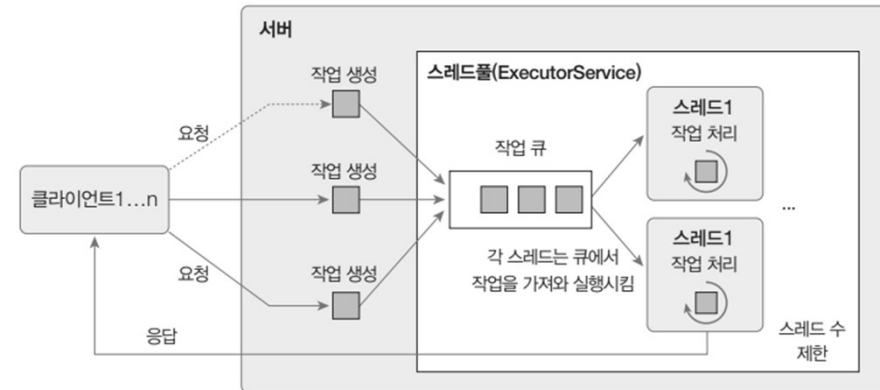 서버
작업 생성
스레드풀(ExecutorService)
스레드1
작업 처리
요청
작업 큐
작업 생성
클라이언트1…n
...
스레드1
작업 처리
각 스레드는 큐에서
작업을 가져와 실행시킴
요청
작업 생성
응답
스레드 수
제한